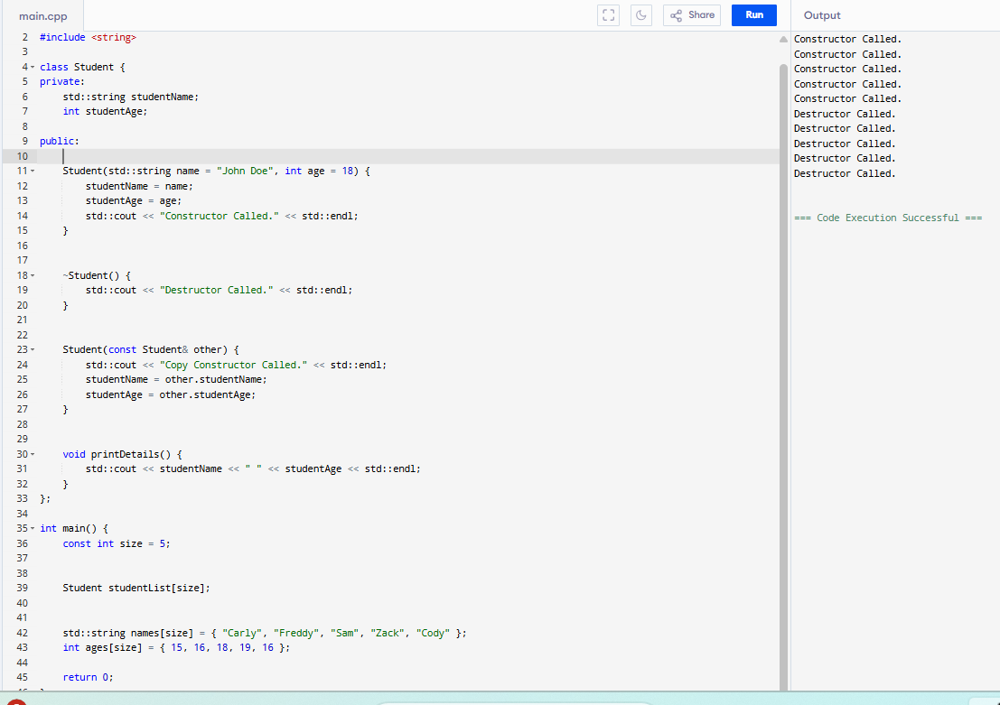 main.cpp
Share
Run
Output
2 #include <string>
3
4 class Student {
5 private:
6     std::string studentName;
7     int studentAge;
8
9 public:
10
11     Student(std::string name = "John Doe", int age = 18) {
12         studentName = name;
13         studentAge = age;
14         std::cout << "Constructor Called." << std::endl;
15     }
16
17
18     ~Student() {
19         std::cout << "Destructor Called." << std::endl;
20     }
21
22
23     Student(const Student& other) {
24         std::cout << "Copy Constructor Called." << std::endl;
25         studentName = other.studentName;
26         studentAge = other.studentAge;
27     }
28
29
30     void printDetails() {
31         std::cout << studentName << " " << studentAge << std::endl;
32     }
33 };
34
35 int main() {
36     const int size = 5;
37
38
39     Student studentList[size];
40
41
42     std::string names[size] = { "Carly", "Freddy", "Sam", "Zack", "Cody" };
43     int ages[size] = { 15, 16, 18, 19, 16 };
44
45     return 0;
Constructor Called.
Constructor Called.
Constructor Called.
Constructor Called.
Constructor Called.
Destructor Called.
Destructor Called.
Destructor Called.
Destructor Called.
Destructor Called.
=== Code Execution Successful ===